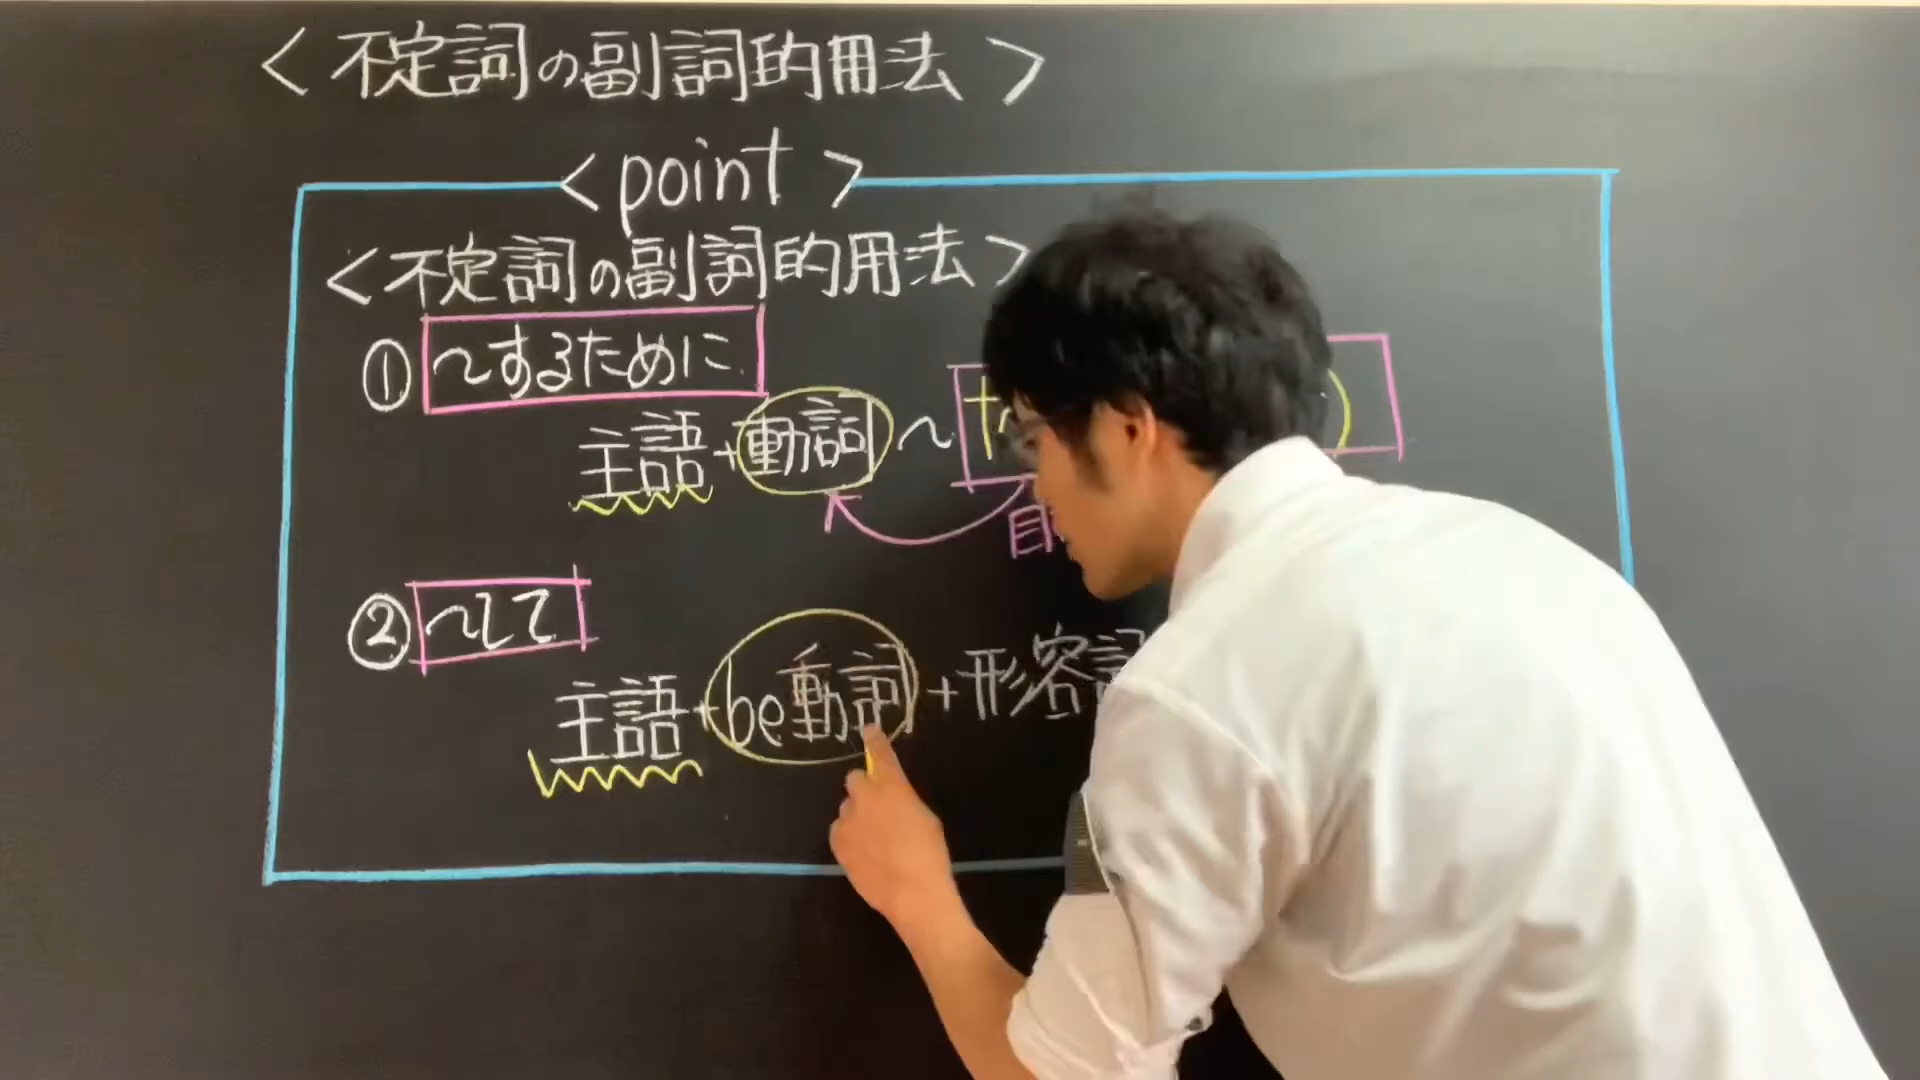 <不定詞の副詞的用法>
<point>
<不定詞の副詞的用法>
① ~するために
主語+動詞~
② ~して
主語+be動詞+形容詞